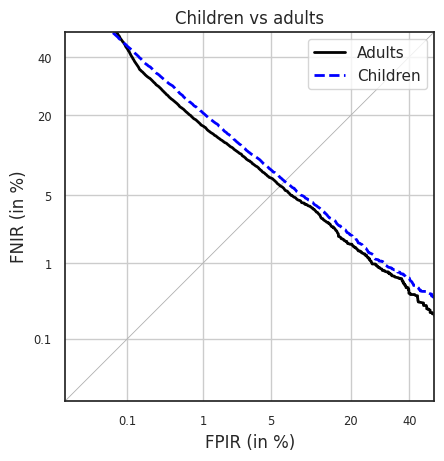 Children vs adults
Adults
Children
FNIR (in %)
40
20
5
1
0.1
0.1 1 5 20 40
FPIR (in %)